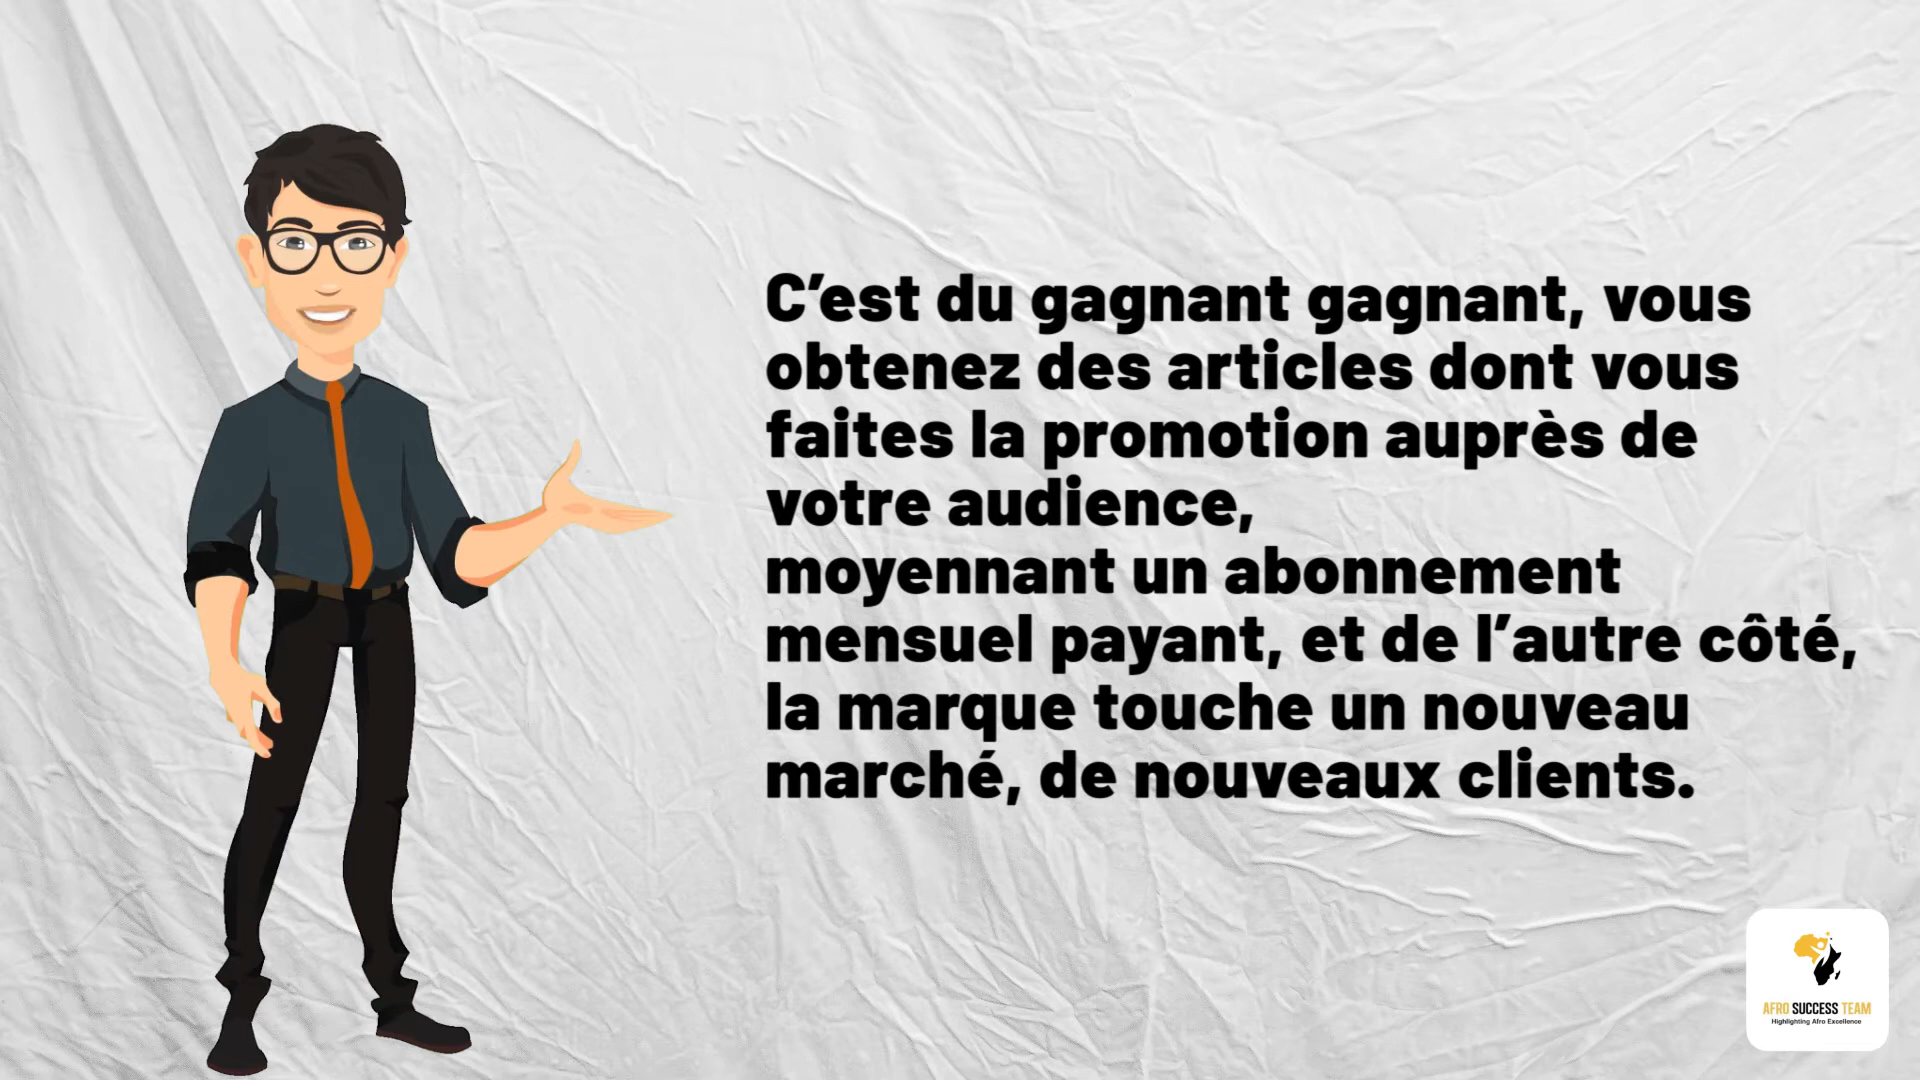 C’est du gagnant gagnant, vous
obtenez des articles dont vous
faites la promotion auprès de
votre audience,
moyennant un abonnement
mensuel payant, et de l’autre côté,
la marque touche un nouveau
marché, de nouveaux clients.
AFRO SUCCESS TEAM
Highlighting Afro Excellence